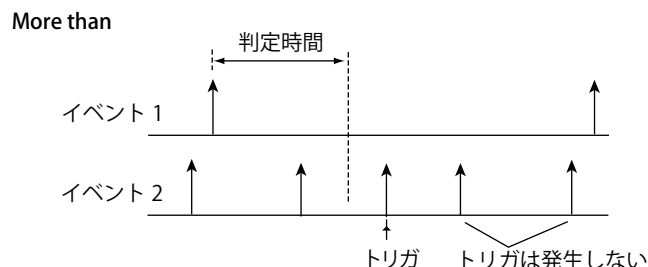 More than
判定時間
イベント 1
イベント 2
トリガ
トリガは発生しない